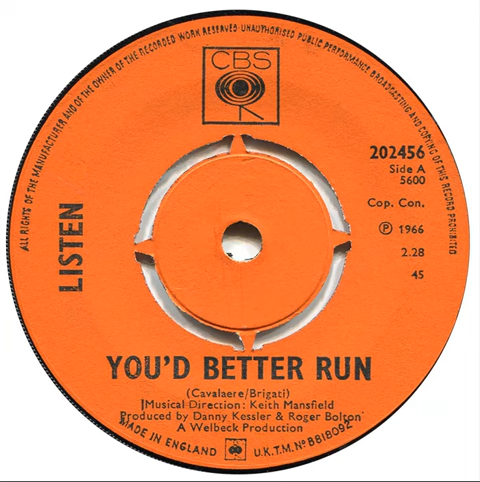 ALL RIGHTS OF THE MANUFACTURER AND OF THE OWNER OF THE RECORDED WORK RESERVED · UNAUTHORISED PUBLIC PERFORMANCE BROADCASTING AND COPYING OF THIS RECORD PROHIBITED
CBS
202456
Side A
5600
Cop. Con.
℗ 1966
2.28
45
LISTEN
YOU'D BETTER RUN
(Cavalaere/Brigati)
Musical Direction: Keith Mansfield
Produced by Danny Kessler & Roger Bolton
A Welbeck Production
MADE IN ENGLAND U.K.T.M. Nº B818092